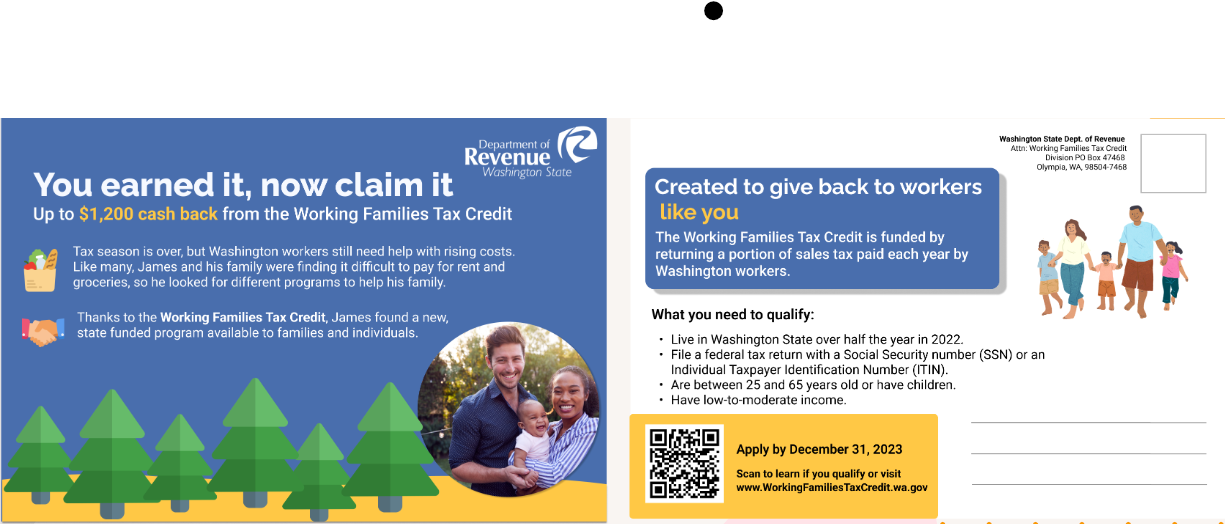 Department of
Revenue
Washington State
You earned it, now claim it
Up to $1,200 cash back from the Working Families Tax Credit
Tax season is over, but Washington workers still need help with rising costs.
Like many, James and his family were finding it difficult to pay for rent and
groceries, so he looked for different programs to help his family.
Thanks to the Working Families Tax Credit, James found a new,
state funded program available to families and individuals.
Washington State Dept. of Revenue
Attn: Working Families Tax Credit
Division PO Box 47468
Olympia, WA, 98504-7468
Created to give back to workers
like you
The Working Families Tax Credit is funded by
returning a portion of sales tax paid each year by
Washington workers.
What you need to qualify:
• Live in Washington State over half the year in 2022.
• File a federal tax return with a Social Security number (SSN) or an
Individual Taxpayer Identification Number (ITIN).
• Are between 25 and 65 years old or have children.
• Have low-to-moderate income.
Apply by December 31, 2023
Scan to learn if you qualify or visit
www.WorkingFamiliesTaxCredit.wa.gov